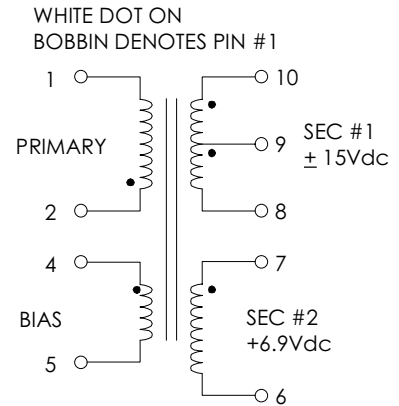 WHITE DOT ON
BOBBIN DENOTES PIN #1
1
10
PRIMARY
9
SEC #1
± 15Vdc
2
8
4
7
BIAS
SEC #2
+6.9Vdc
5
6